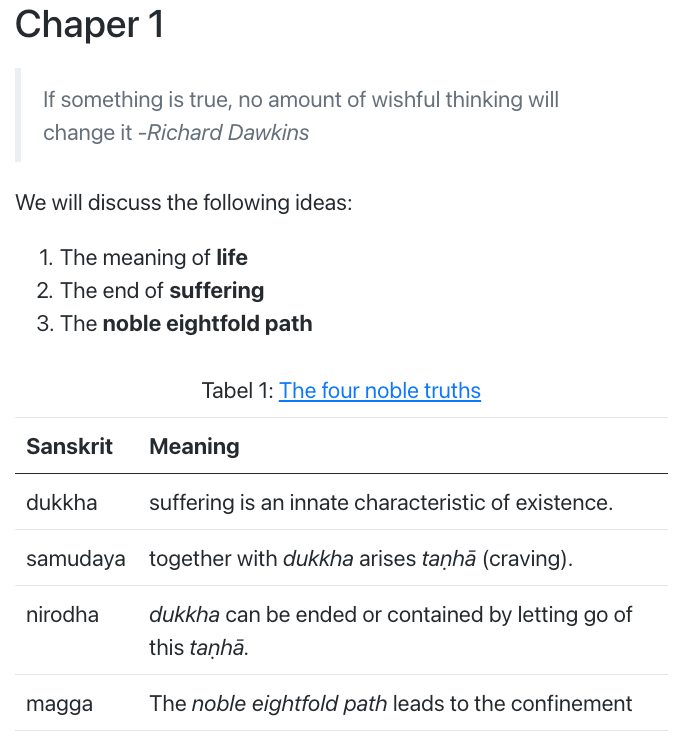 Chaper 1
If something is true, no amount of wishful thinking will
change it -Richard Dawkins
We will discuss the following ideas:
1. The meaning of life
2. The end of suffering
3. The noble eightfold path
Tabel 1: The four noble truths
Sanskrit Meaning
dukkha suffering is an innate characteristic of existence.
samudaya together with dukkha arises taṇhā (craving).
nirodha dukkha can be ended or contained by letting go of
this taṇhā.
magga The noble eightfold path leads to the confinement